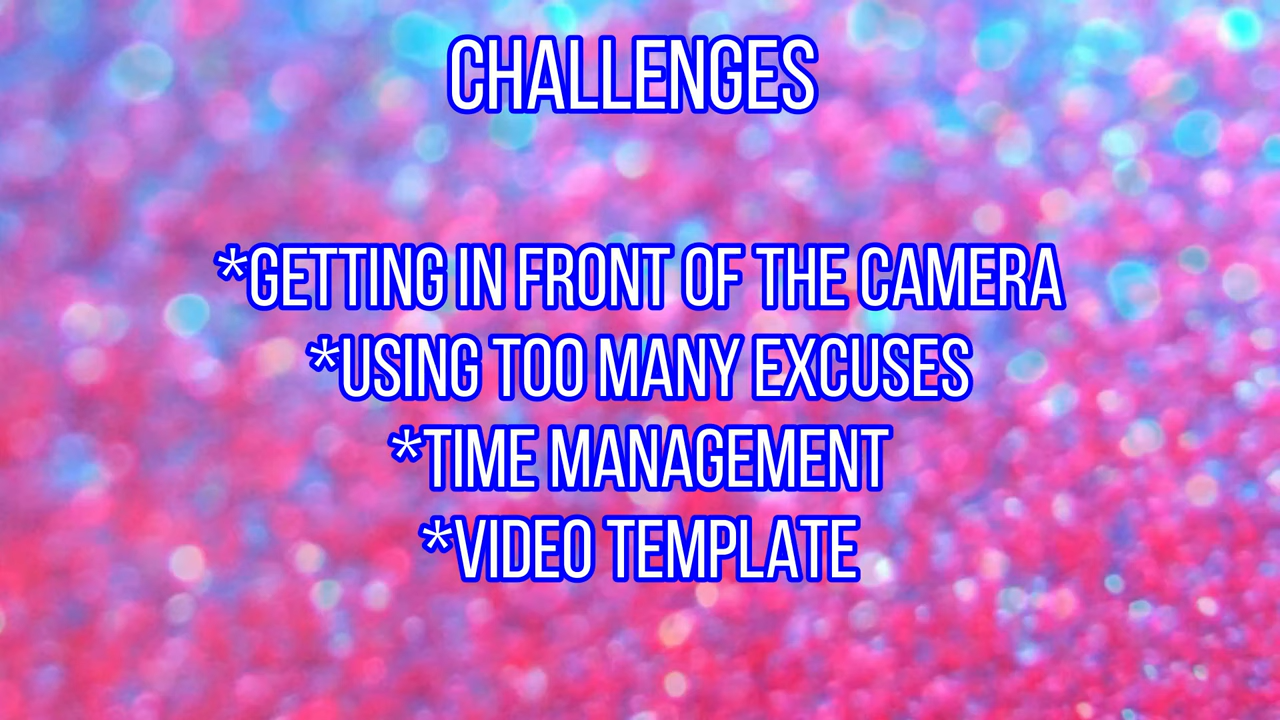 CHALLENGES
*GETTING IN FRONT OF THE CAMERA
*USING TOO MANY EXCUSES
*TIME MANAGEMENT
*VIDEO TEMPLATE